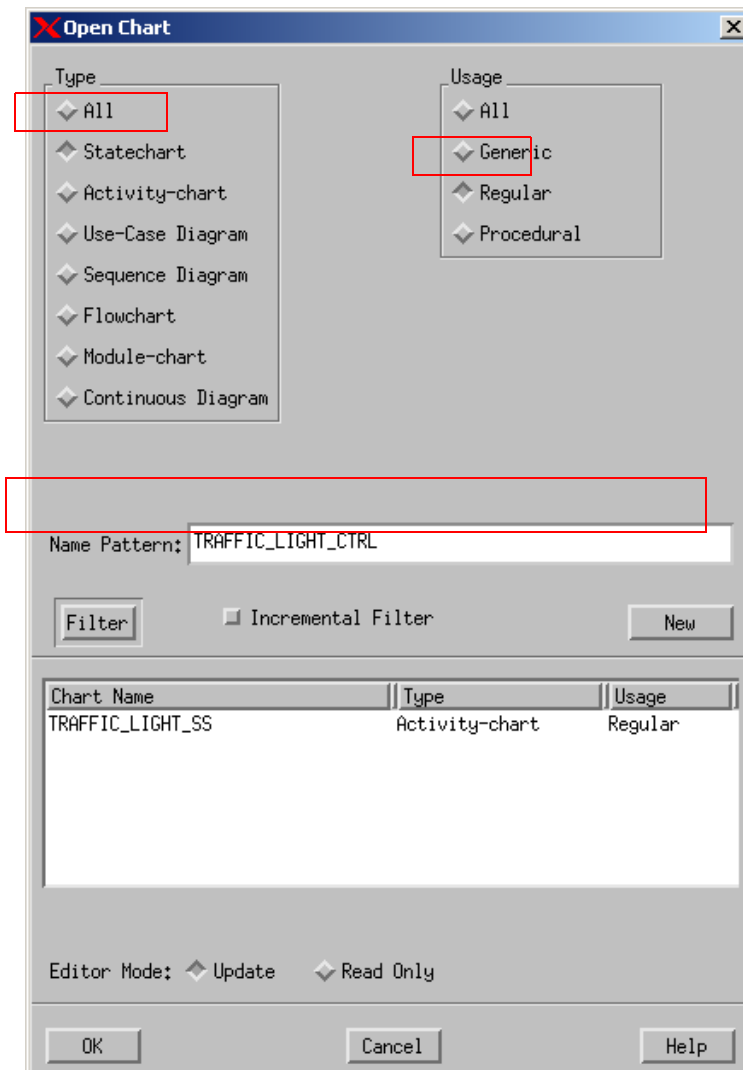 Open Chart
Type
All
Statechart
Activity-chart
Use-Case Diagram
Sequence Diagram
Flowchart
Module-chart
Continuous Diagram
Usage
All
Generic
Regular
Procedural
Name Pattern: TRAFFIC_LIGHT_CTRL
Filter Incremental Filter New
Chart Name Type Usage
TRAFFIC_LIGHT_SS Activity-chart Regular
Editor Mode: Update Read Only
OK Cancel Help